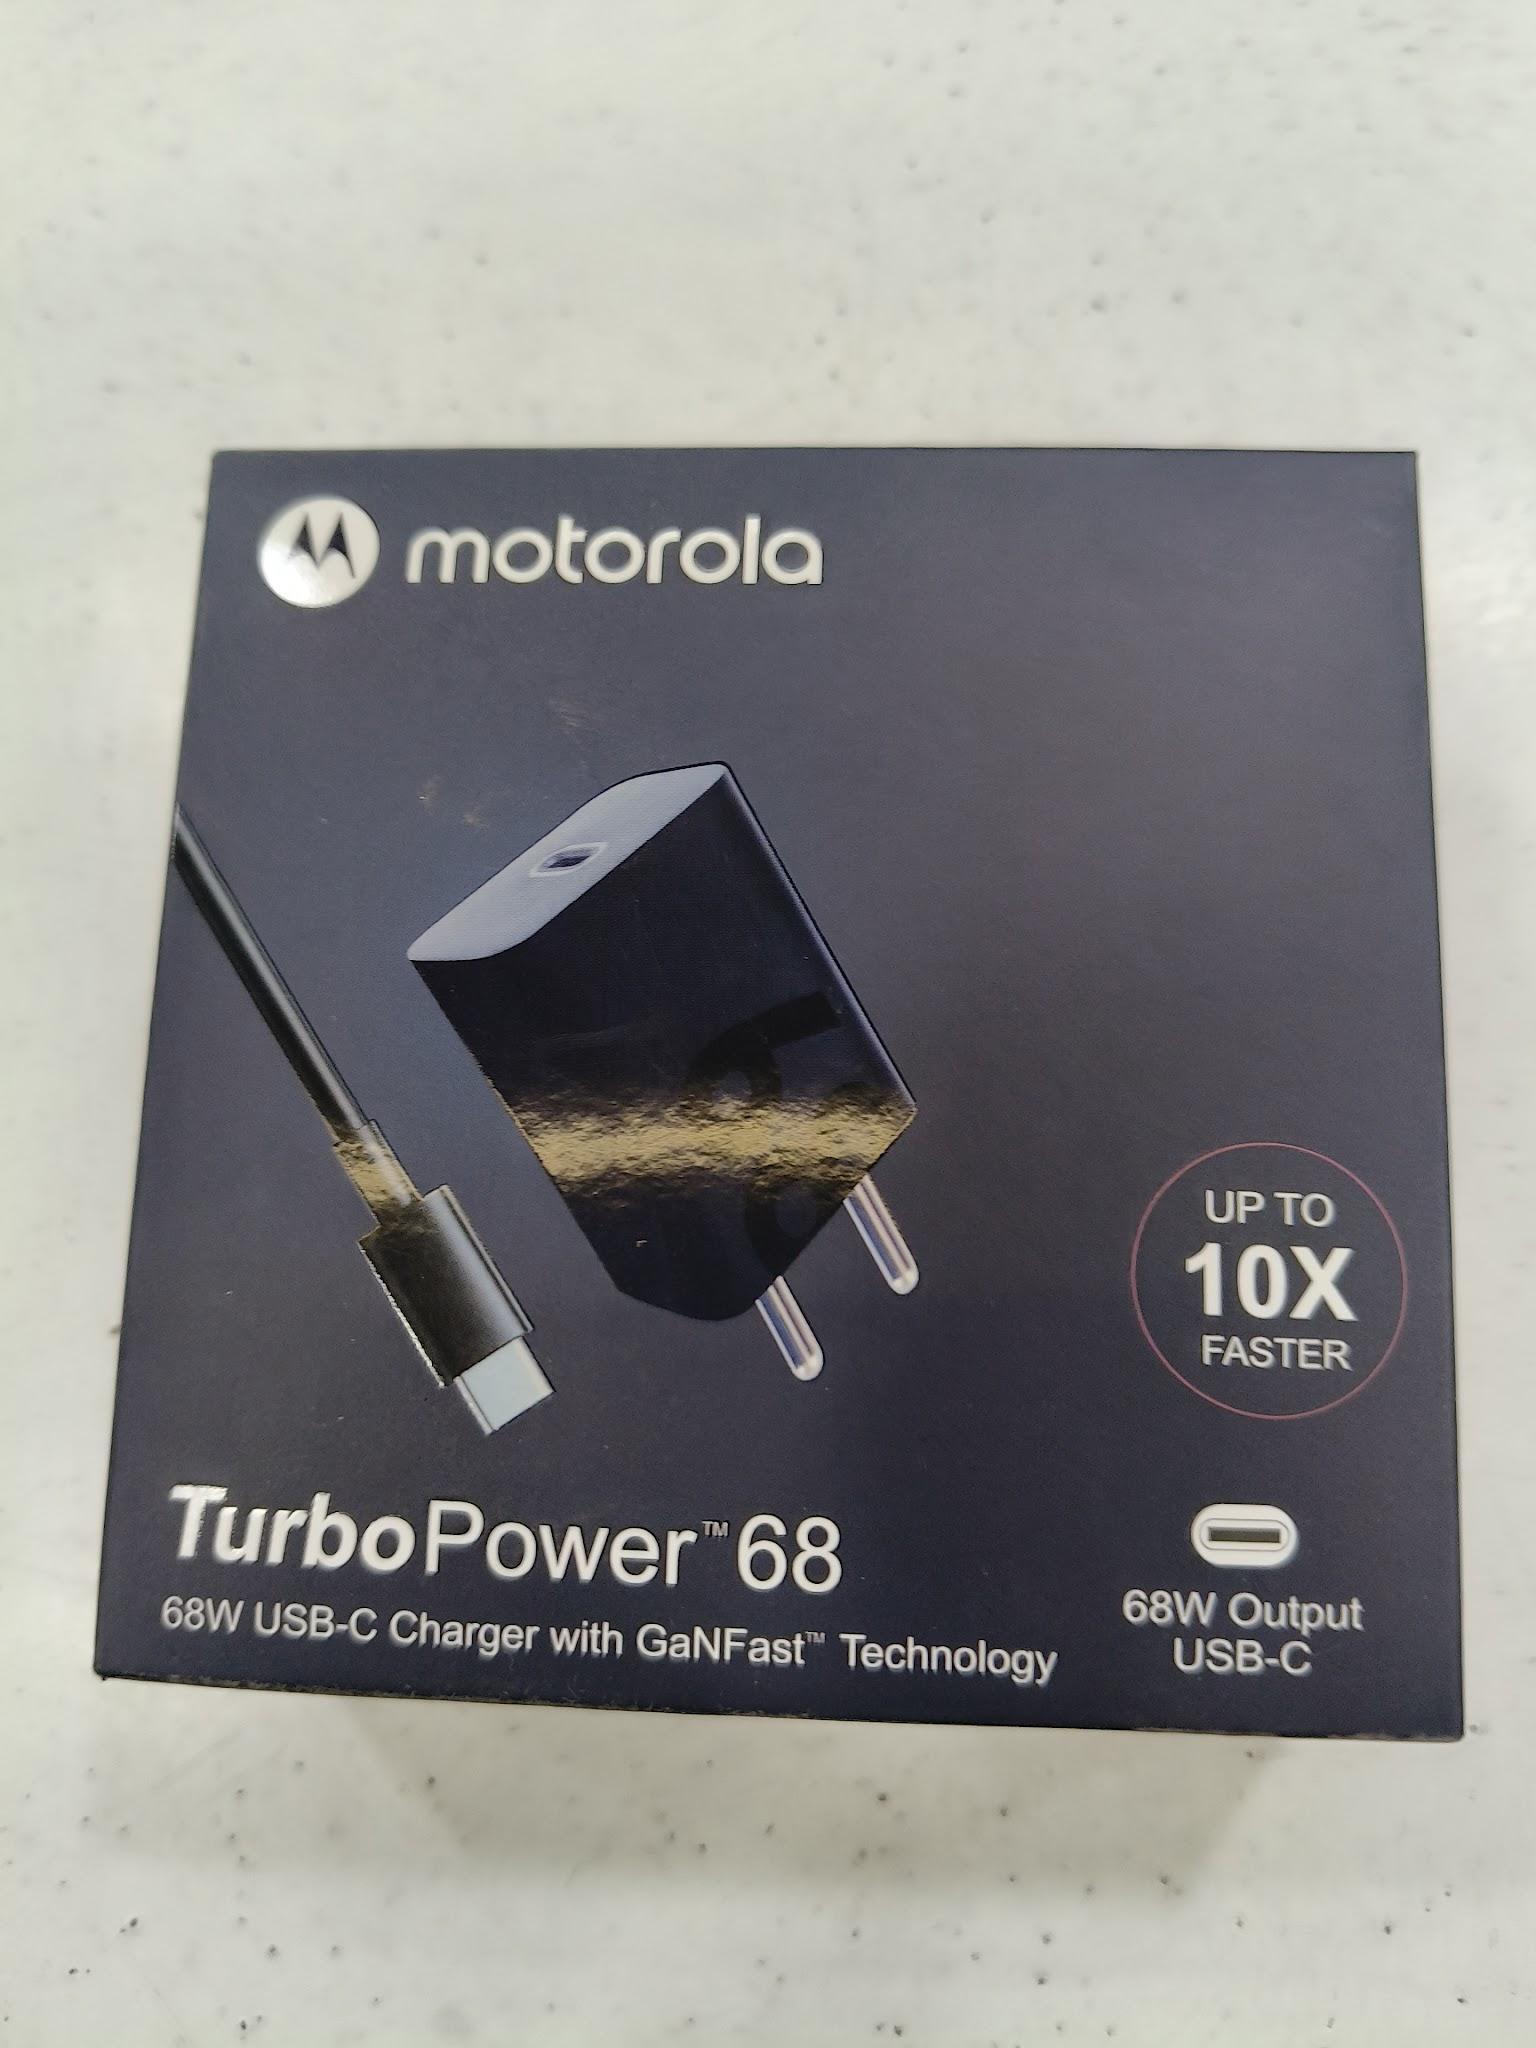 motorola
UP TO
10X
FASTER
TurboPower™ 68
68W USB-C Charger with GaNFast™ Technology
68W Output
USB-C